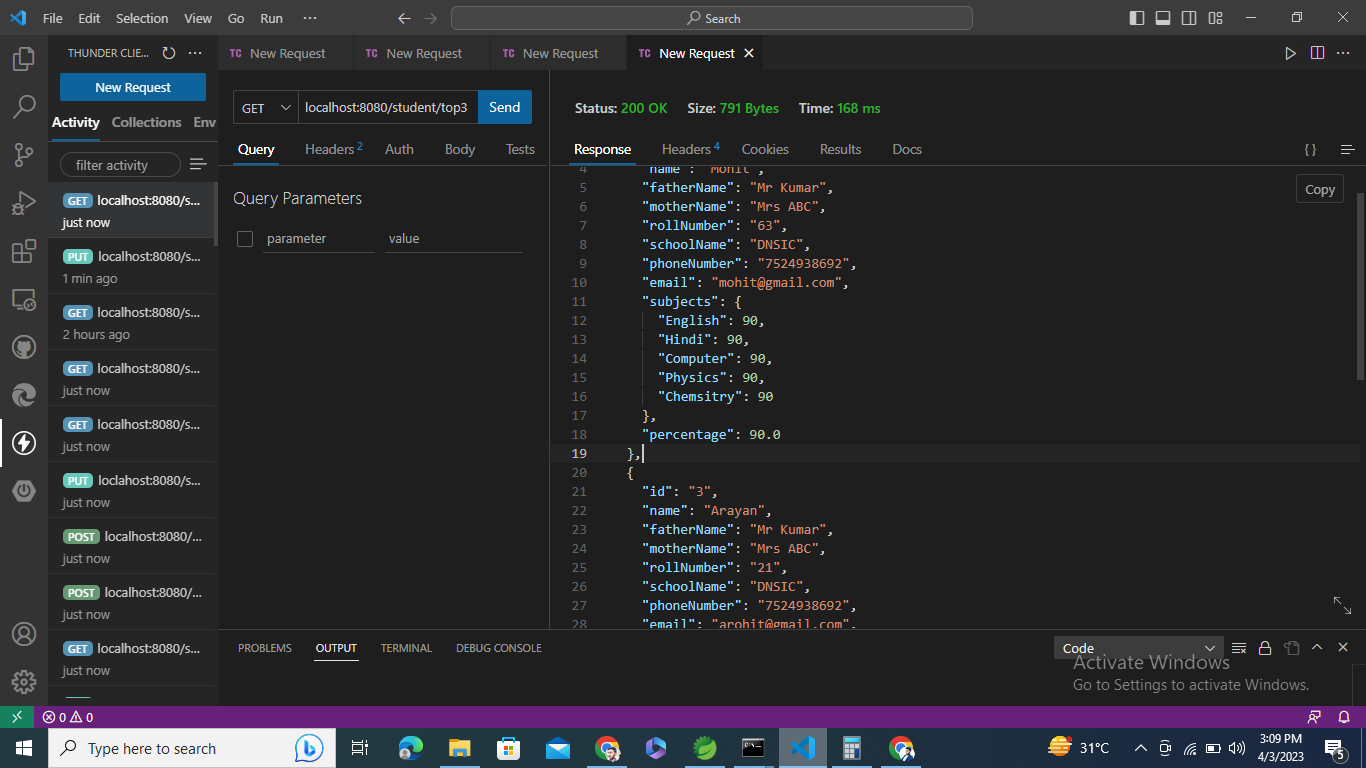 File Edit Selection View Go Run ··· Search
THUNDER CLIE... ···
New Request
Activity Collections Env
filter activity
GET localhost:8080/s...
just now
PUT localhost:8080/s...
1 min ago
GET localhost:8080/s...
2 hours ago
GET localhost:8080/s...
just now
GET localhost:8080/s...
just now
PUT loclahost:8080/s...
just now
POST localhost:8080/...
just now
POST localhost:8080/...
just now
GET localhost:8080/s...
just now
TC New Request TC New Request TC New Request TC New Request
GET localhost:8080/student/top3 Send
Query Headers 2 Auth Body Tests
Query Parameters
parameter value
Status: 200 OK Size: 791 Bytes Time: 168 ms
Response Headers 4 Cookies Results Docs { }
Copy
4 "name": "Mohit",
5 "fatherName": "Mr Kumar",
6 "motherName": "Mrs ABC",
7 "rollNumber": "63",
8 "schoolName": "DNSIC",
9 "phoneNumber": "7524938692",
10 "email": "mohit@gmail.com",
11 "subjects": {
12 "English": 90,
13 "Hindi": 90,
14 "Computer": 90,
15 "Physics": 90,
16 "Chemsitry": 90
17 },
18 "percentage": 90.0
19 },
20 {
21 "id": "3",
22 "name": "Arayan",
23 "fatherName": "Mr Kumar",
24 "motherName": "Mrs ABC",
25 "rollNumber": "21",
26 "schoolName": "DNSIC",
27 "phoneNumber": "7524938692",
28 "email": "arohit@gmail.com",
PROBLEMS OUTPUT TERMINAL DEBUG CONSOLE Code
Activate Windows
Go to Settings to activate Windows.
0 0
Type here to search
31°C
3:09 PM
4/3/2023
5